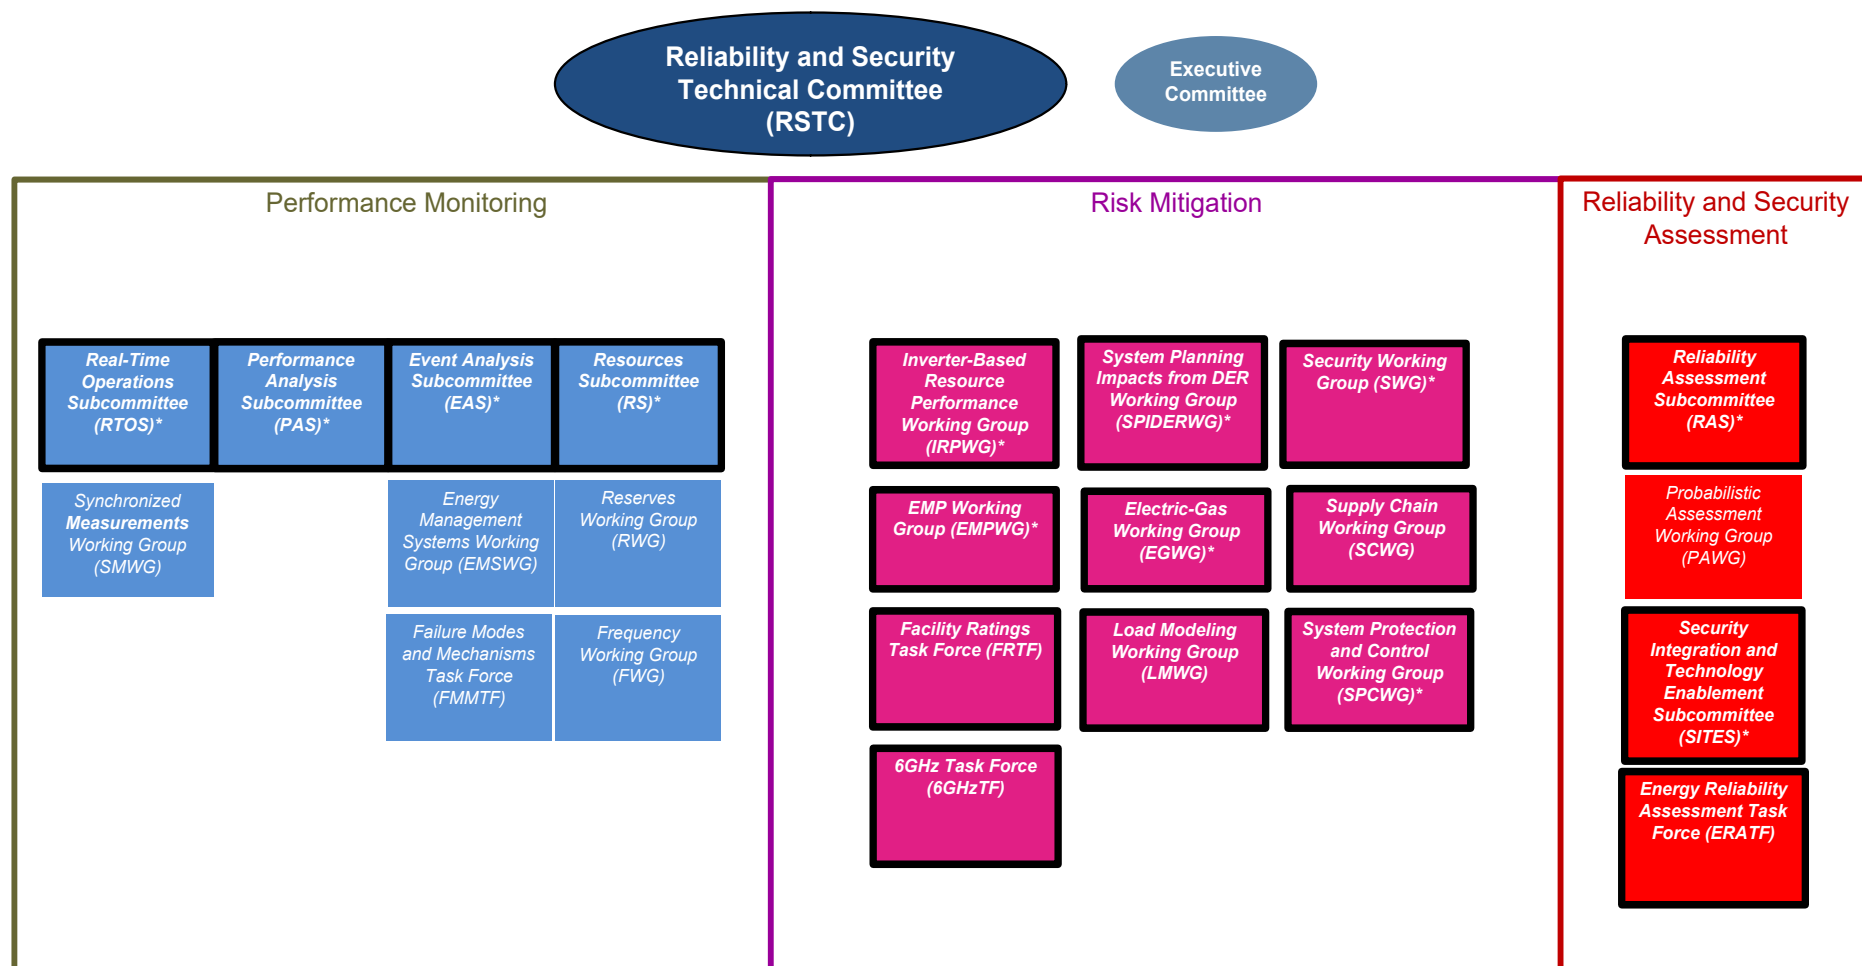 Reliability and Security
Technical Committee
(RSTC)
Executive
Committee
Performance Monitoring
Real-Time
Operations
Subcommittee
(RTOS)*
Performance
Analysis
Subcommittee
(PAS)*
Event Analysis
Subcommittee
(EAS)*
Resources
Subcommittee
(RS)*
Synchronized
Measurements
Working Group
(SMWG)
Energy
Management
Systems Working
Group (EMSWG)
Reserves
Working Group
(RWG)
Failure Modes
and Mechanisms
Task Force
(FMMTF)
Frequency
Working Group
(FWG)
Risk Mitigation
Inverter-Based
Resource
Performance
Working Group
(IRPWG)*
System Planning
Impacts from DER
Working Group
(SPIDERWG)*
Security Working
Group (SWG)*
EMP Working
Group (EMPWG)*
Electric-Gas
Working Group
(EGWG)*
Supply Chain
Working Group
(SCWG)
Facility Ratings
Task Force (FRTF)
Load Modeling
Working Group
(LMWG)
System Protection
and Control
Working Group
(SPCWG)*
6GHz Task Force
(6GHzTF)
Reliability and Security
Assessment
Reliability
Assessment
Subcommittee
(RAS)*
Probabilistic
Assessment
Working Group
(PAWG)
Security
Integration and
Technology
Enablement
Subcommittee
(SITES)*
Energy Reliability
Assessment Task
Force (ERATF)